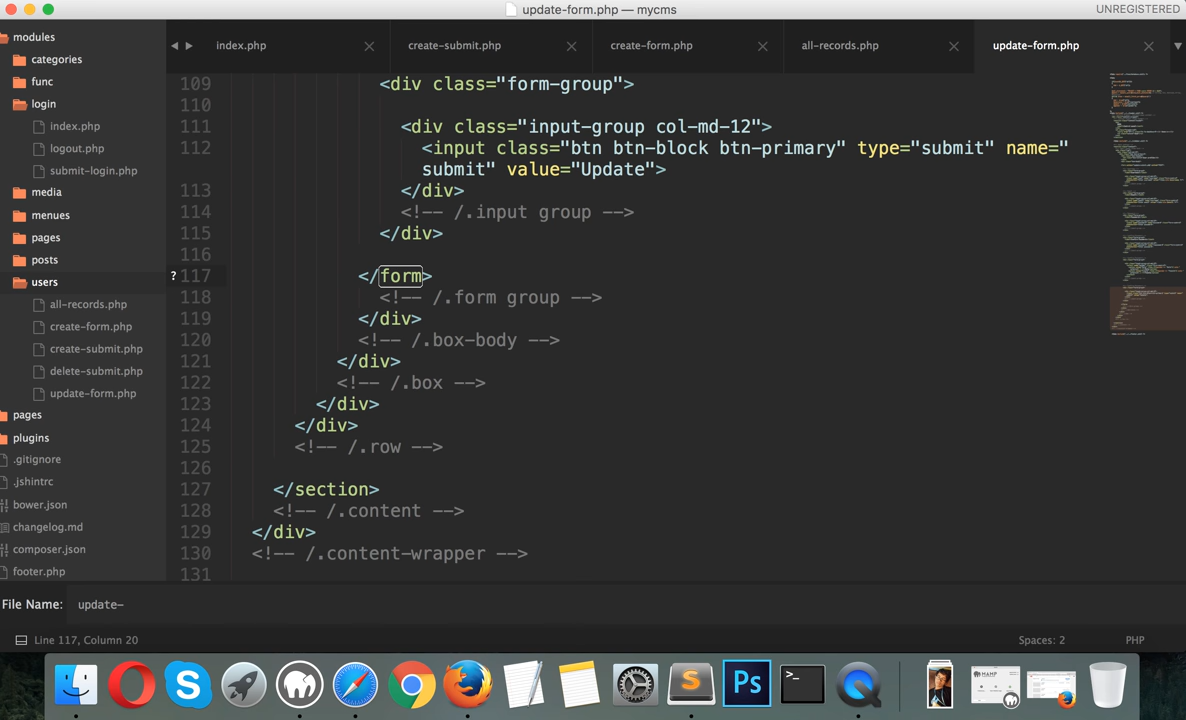 update-form.php — mycms
UNREGISTERED
modules
categories
func
login
index.php
logout.php
submit-login.php
media
menues
pages
posts
users
all-records.php
create-form.php
create-submit.php
delete-submit.php
update-form.php
pages
plugins
.gitignore
.jshintrc
bower.json
changelog.md
composer.json
footer.php
index.php
create-submit.php
create-form.php
all-records.php
update-form.php
109 <div class="form-group">
110
111 <div class="input-group col-md-12">
112 <input class="btn btn-block btn-primary" type="submit" name="
submit" value="Update">
113 </div>
114 <!-- /.input group -->
115 </div>
116
? 117 </form>
118 <!-- /.form group -->
119 </div>
120 <!-- /.box-body -->
121 </div>
122 <!-- /.box -->
123 </div>
124 </div>
125 <!-- /.row -->
126
127 </section>
128 <!-- /.content -->
129 </div>
130 <!-- /.content-wrapper -->
131
File Name: update-
Line 117, Column 20
Spaces: 2
PHP
S
S
Ps
>_